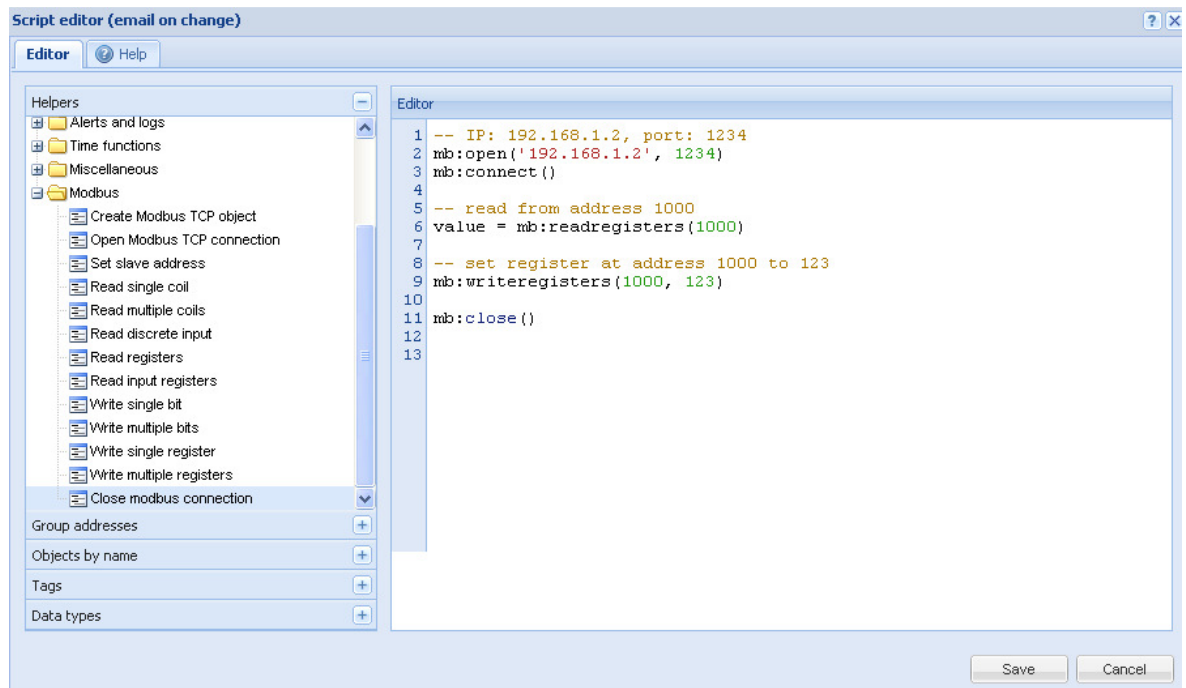 Script editor (email on change)
Editor
Help
Helpers
Alerts and logs
Time functions
Miscellaneous
Modbus
Create Modbus TCP object
Open Modbus TCP connection
Set slave address
Read single coil
Read multiple coils
Read discrete input
Read registers
Read input registers
Write single bit
Write multiple bits
Write single register
Write multiple registers
Close modbus connection
Group addresses
Objects by name
Tags
Data types
Editor
1 -- IP: 192.168.1.2, port: 1234
2 mb:open('192.168.1.2', 1234)
3 mb:connect()
4
5 -- read from address 1000
6 value = mb:readregisters(1000)
7
8 -- set register at address 1000 to 123
9 mb:writeregisters(1000, 123)
10
11 mb:close()
12
13
Save
Cancel